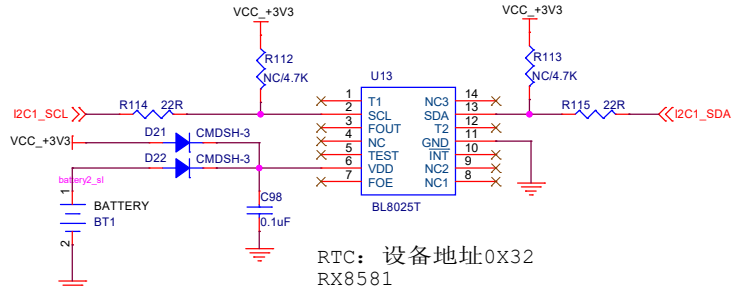 VCC_+3V3
VCC_+3V3
R112
NC/4.7K
R113
NC/4.7K
U13
1 T1 NC3 14
I2C1_SCL R114 22R 2 SCL SDA 13 R115 22R I2C1_SDA
3 FOUT T2 12
D21 CMDSH-3 4 NC GND 11
VCC_+3V3 5 TEST INT 10
D22 CMDSH-3 6 VDD NC2 9
7 FOE NC1 8
battery2_sl
BL8025T
1
BATTERY
BT1
2
C98
0.1uF
RTC: 设备地址0X32
RX8581